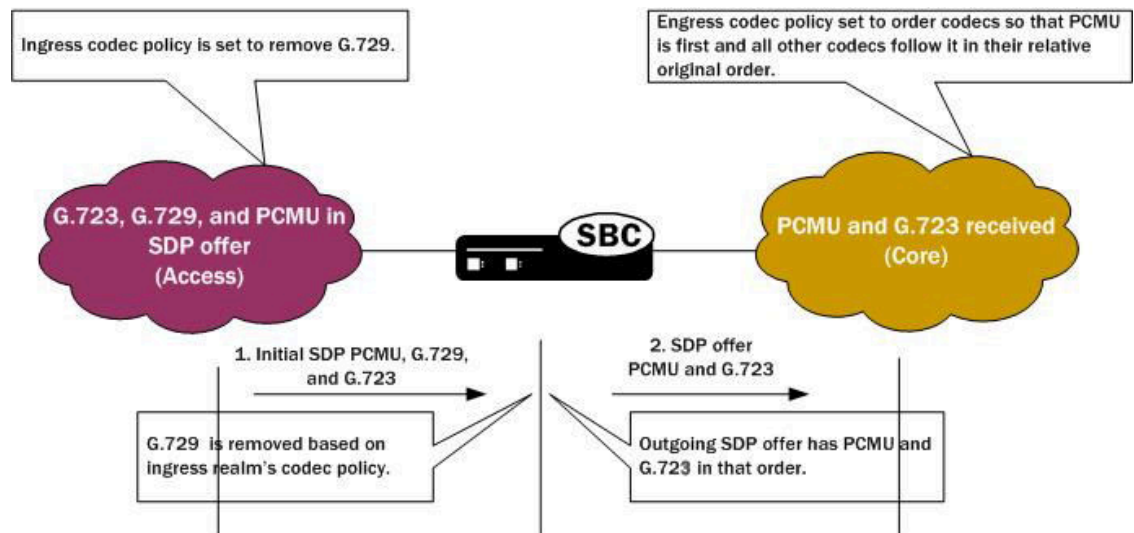 Ingress codec policy is set to remove G.729.
Engress codec policy set to order codecs so that PCMU
is first and all other codecs follow it in their relative
original order.
G.723, G.729, and PCMU in
SDP offer
(Access)
SBC
PCMU and G.723 received
(Core)
1. Initial SDP PCMU, G.729,
and G.723
2. SDP offer
PCMU and G.723
G.729 is removed based on
ingress realm's codec policy.
Outgoing SDP offer has PCMU and
G.723 in that order.